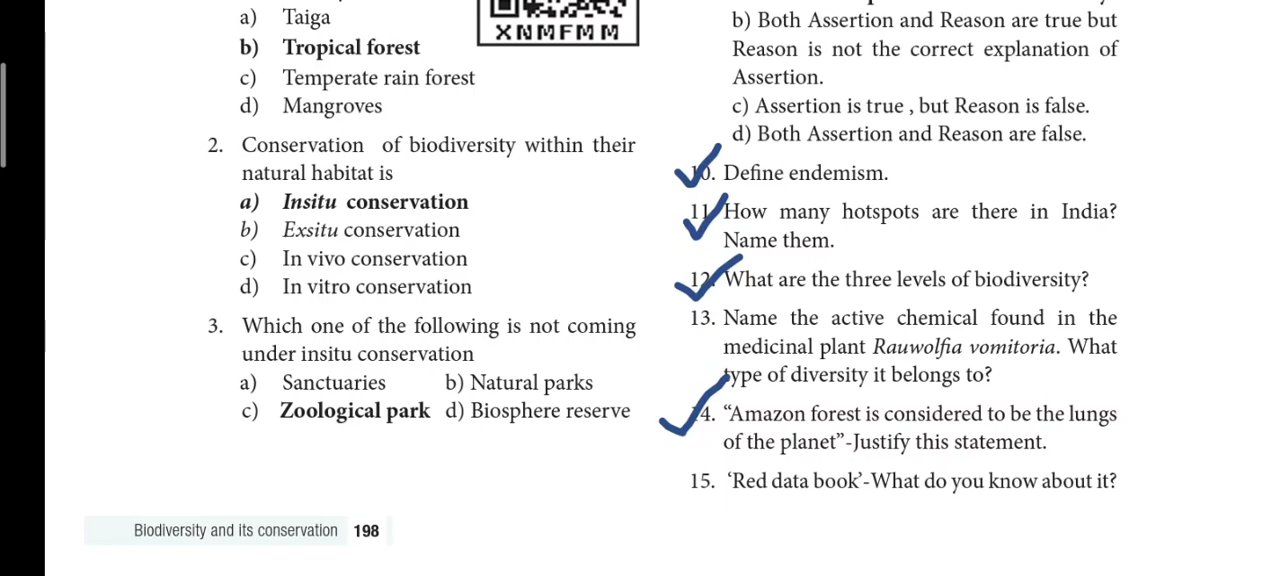 a) Taiga
b) Tropical forest
c) Temperate rain forest
d) Mangroves
XNMFMM
2. Conservation of biodiversity within their
natural habitat is
a) Insitu conservation
b) Exsitu conservation
c) In vivo conservation
d) In vitro conservation
3. Which one of the following is not coming
under insitu conservation
a) Sanctuaries b) Natural parks
c) Zoological park d) Biosphere reserve
b) Both Assertion and Reason are true but
Reason is not the correct explanation of
Assertion.
c) Assertion is true , but Reason is false.
d) Both Assertion and Reason are false.
10. Define endemism.
11. How many hotspots are there in India?
Name them.
12. What are the three levels of biodiversity?
13. Name the active chemical found in the
medicinal plant Rauwolfia vomitoria. What
type of diversity it belongs to?
14. “Amazon forest is considered to be the lungs
of the planet”-Justify this statement.
15. ‘Red data book’-What do you know about it?
Biodiversity and its conservation 198